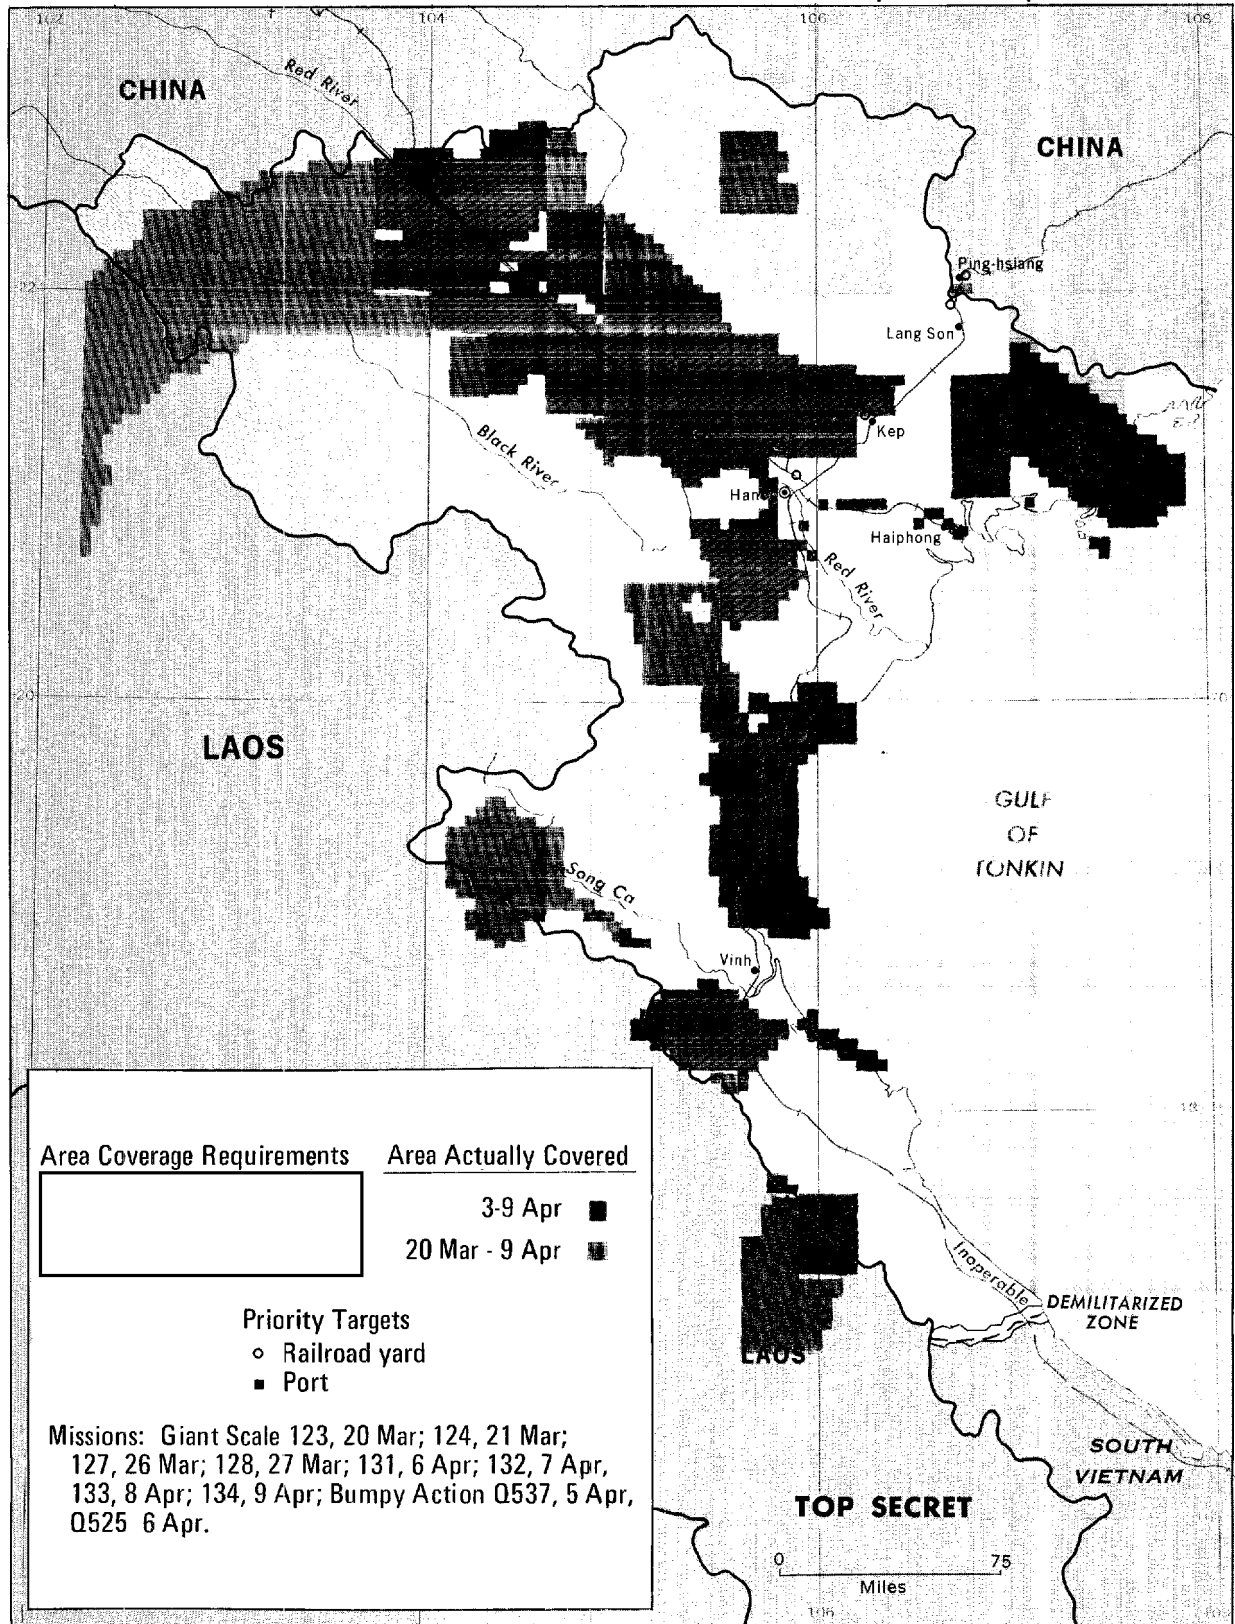 102
104
106
108
CHINA
Red River
CHINA
22
Ping-hsiang
Lang Son
Kep
Black River
Haiphong
Red River
20
LAOS
GULF
OF
TONKIN
Song Ca
Vinh
18
Area Coverage Requirements
Area Actually Covered
3-9 Apr
20 Mar - 9 Apr
Priority Targets
Railroad yard
Port
Missions: Giant Scale 123, 20 Mar; 124, 21 Mar;
127, 26 Mar; 128, 27 Mar; 131, 6 Apr; 132, 7 Apr,
133, 8 Apr; 134, 9 Apr; Bumpy Action Q537, 5 Apr,
Q525 6 Apr.
Inoperable
DEMILITARIZED
ZONE
LAOS
SOUTH
VIETNAM
TOP SECRET
0 75
Miles
106